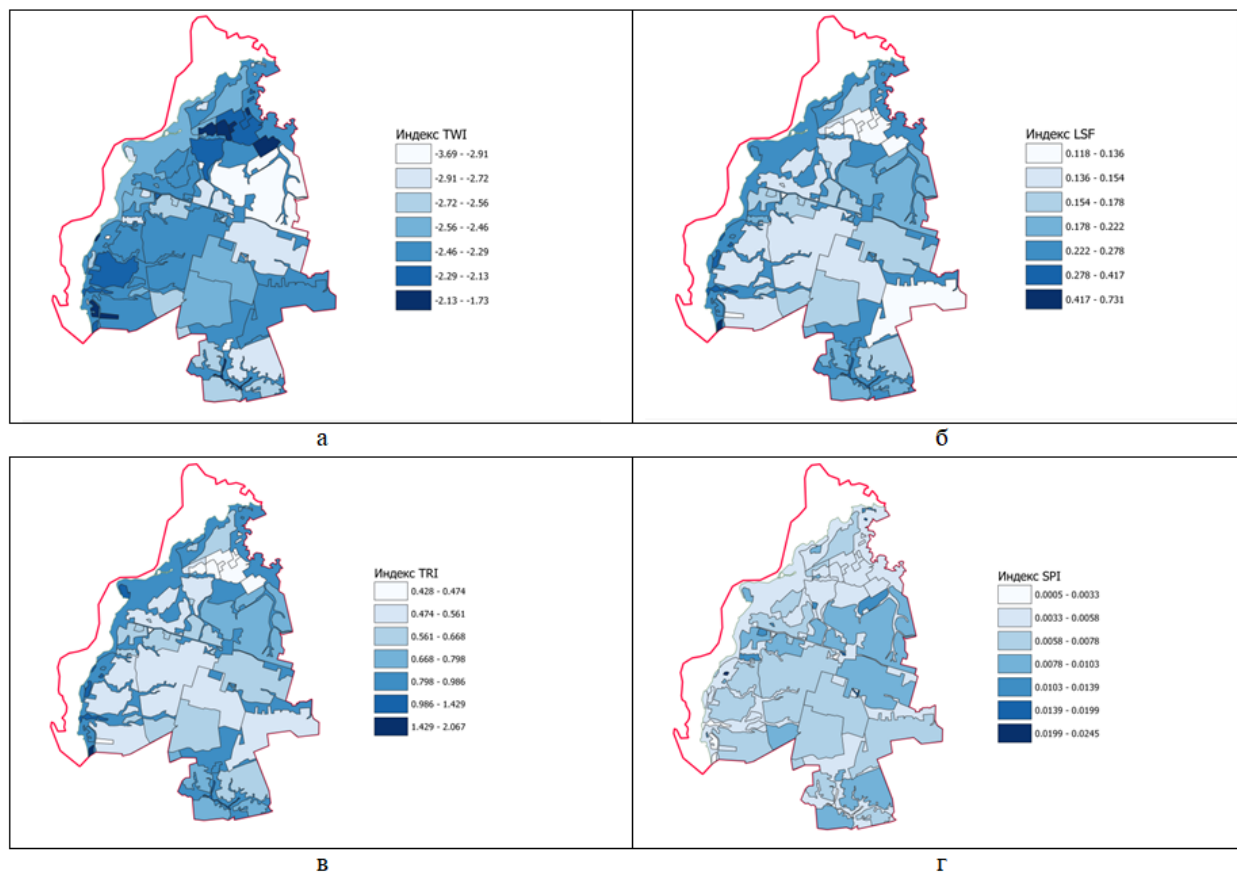 Индекс TWI
-3.69 - -2.91
-2.91 - -2.72
-2.72 - -2.56
-2.56 - -2.46
-2.46 - -2.29
-2.29 - -2.13
-2.13 - -1.73
а
Индекс LSF
0.118 - 0.136
0.136 - 0.154
0.154 - 0.178
0.178 - 0.222
0.222 - 0.278
0.278 - 0.417
0.417 - 0.731
б
Индекс TRI
0.428 - 0.474
0.474 - 0.561
0.561 - 0.668
0.668 - 0.798
0.798 - 0.986
0.986 - 1.429
1.429 - 2.067
в
Индекс SPI
0.0005 - 0.0033
0.0033 - 0.0058
0.0058 - 0.0078
0.0078 - 0.0103
0.0103 - 0.0139
0.0139 - 0.0199
0.0199 - 0.0245
г